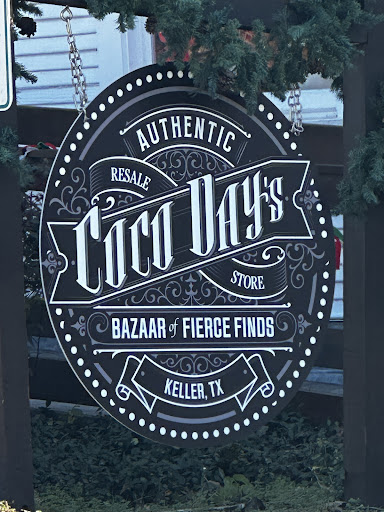 AUTHENTIC
RESALE
COCO DAY'S
STORE
BAZAAR of FIERCE FINDS
KELLER, TX